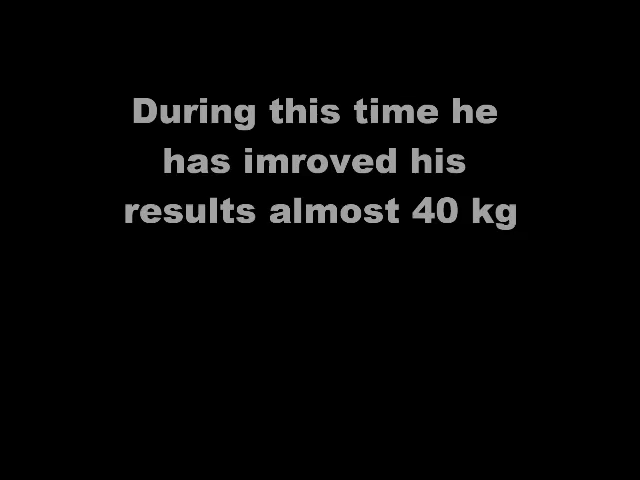 During this time he
has imroved his
results almost 40 kg